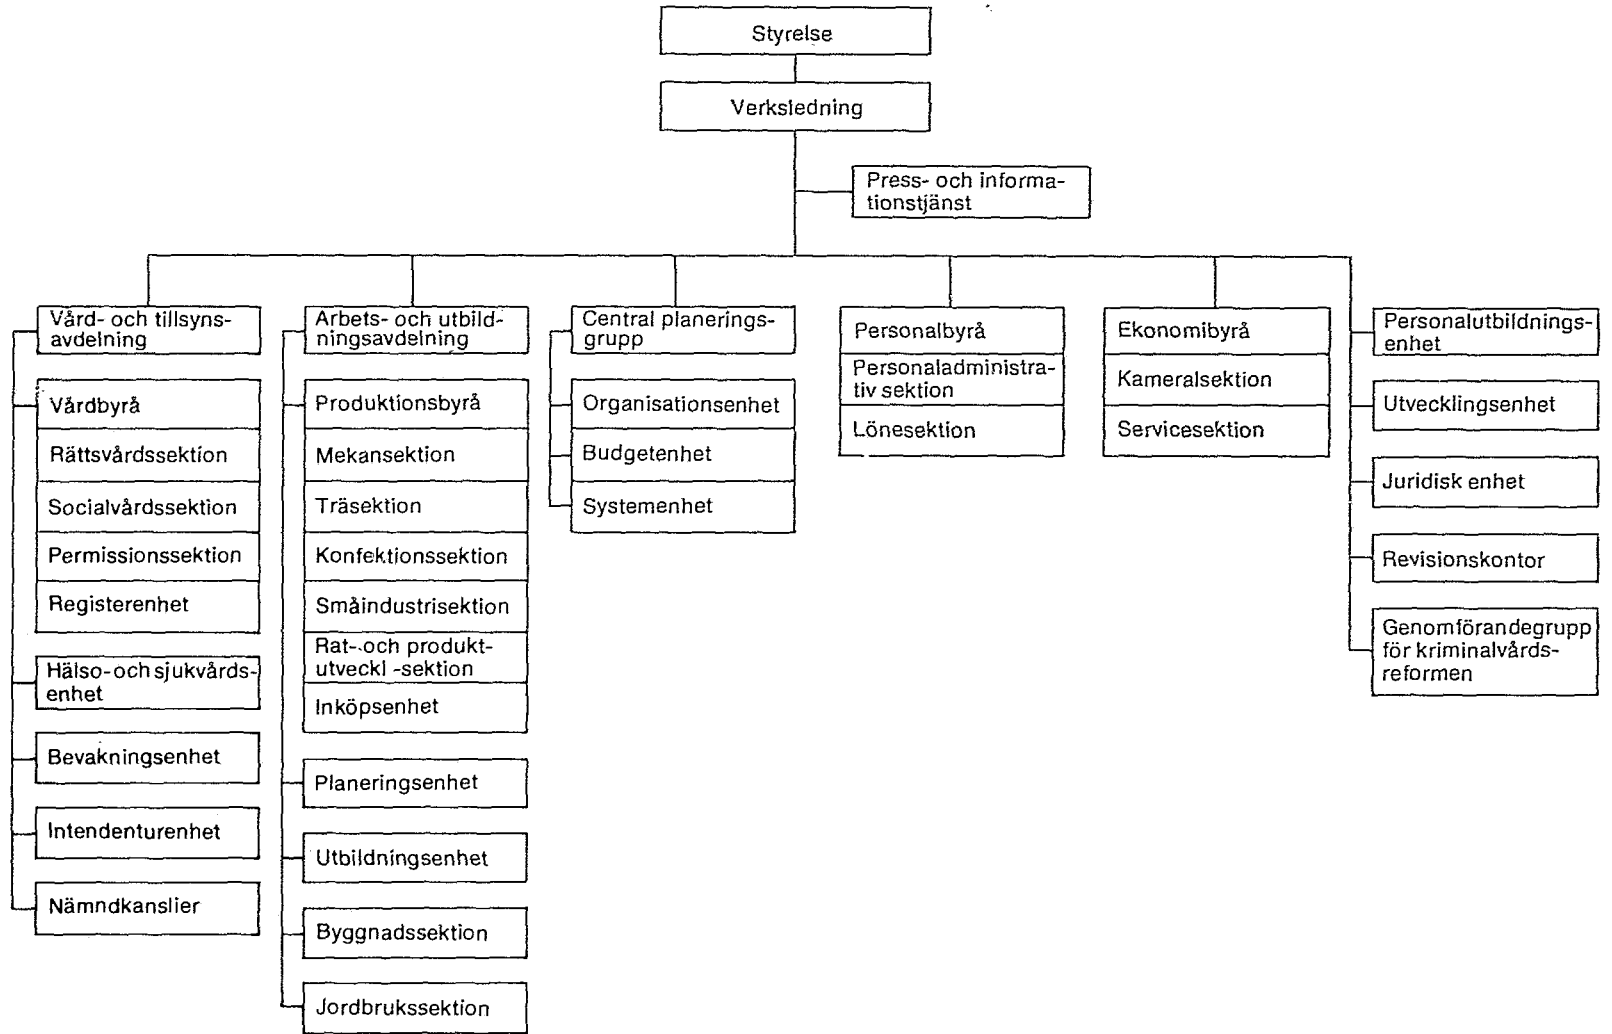 Styrelse
Verksledning
Press- och informa-
tionstjänst
Vård- och tillsyns-
avdelning
Vårdbyrå
Rättsvårdssektion
Socialvårdssektion
Permissionssektion
Registerenhet
Hälso- och sjukvårds-
enhet
Bevakningsenhet
Intendenturenhet
Nämndkanslier
Arbets- och utbild-
ningsavdelning
Produktionsbyrå
Mekansektion
Träsektion
Konfektionssektion
Småindustrisektion
Rat- och produkt-
utveckl -sektion
Inköpsenhet
Planeringsenhet
Utbildningsenhet
Byggnadssektion
Jordbrukssektion
Central planerings-
grupp
Organisationsenhet
Budgetenhet
Systemenhet
Personalbyrå
Personaladministra-
tiv sektion
Lönesektion
Ekonomibyrå
Kameralsektion
Servicesektion
Personalutbildnings-
enhet
Utvecklingsenhet
Juridisk enhet
Revisionskontor
Genomförandegrupp
för kriminalvårds-
reformen